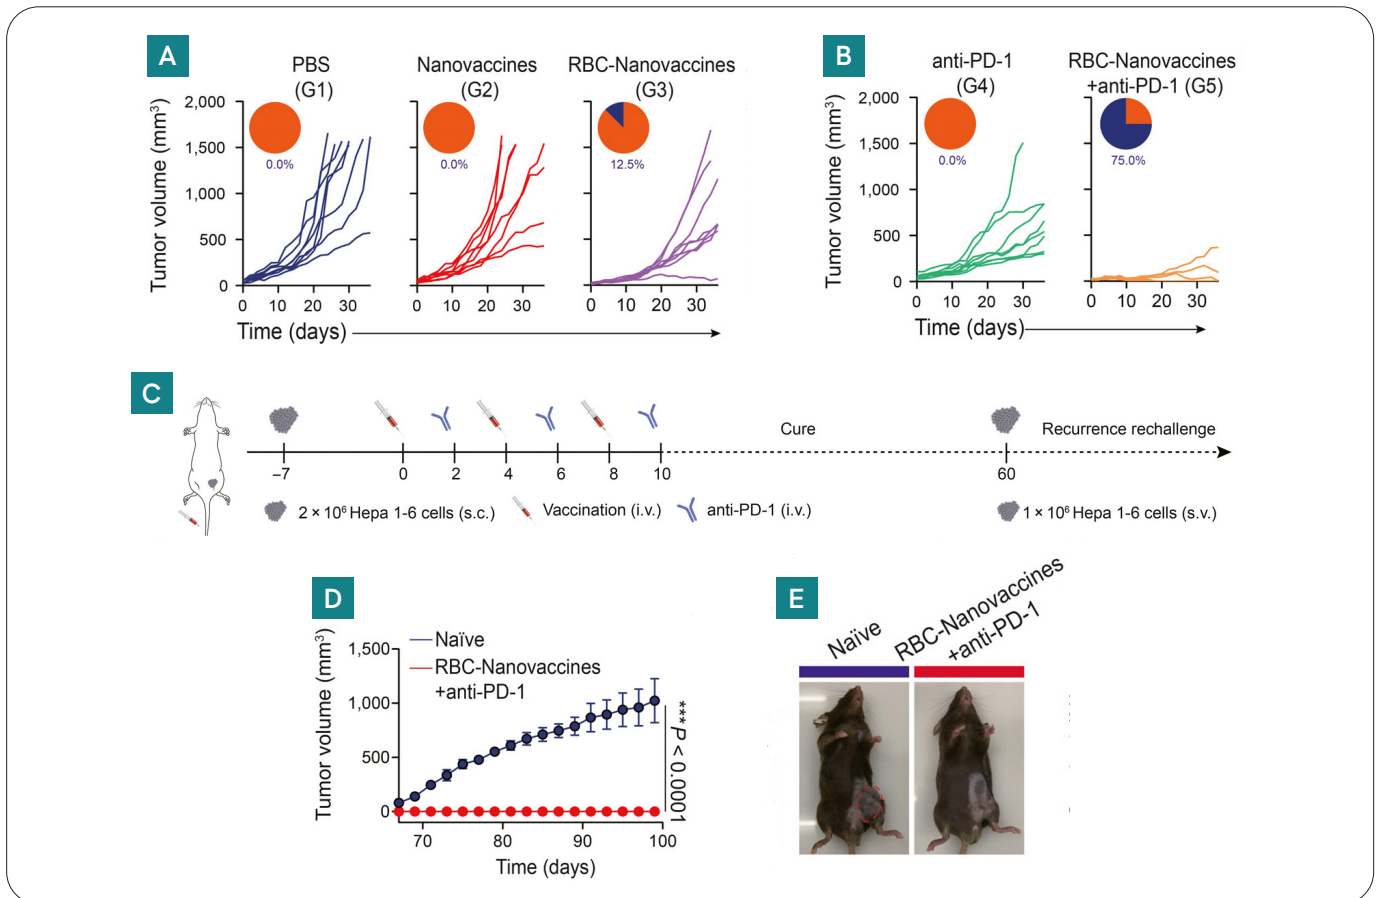 A
PBS
(G1)
Nanovaccines
(G2)
RBC-Nanovaccines
(G3)
Tumor volume (mm³)
2,000
1,500
1,000
500
0
0.0%
0.0%
12.5%
0 10 20 30
0 10 20 30
0 10 20 30
Time (days)
B
anti-PD-1
(G4)
RBC-Nanovaccines
+anti-PD-1 (G5)
Tumor volume (mm³)
2,000
1,500
1,000
500
0
0.0%
75.0%
0 10 20 30
0 10 20 30
Time (days)
C
Cure
Recurrence rechallenge
–7 0 2 4 6 8 10 60
2 × 10⁶ Hepa 1-6 cells (s.c.)
Vaccination (i.v.)
anti-PD-1 (i.v.)
1 × 10⁶ Hepa 1-6 cells (s.v.)
D
Tumor volume (mm³)
1,500
1,000
500
0
Naïve
RBC-Nanovaccines
+anti-PD-1
*** P < 0.0001
70 80 90 100
Time (days)
E
Naïve
RBC-Nanovaccines
+anti-PD-1